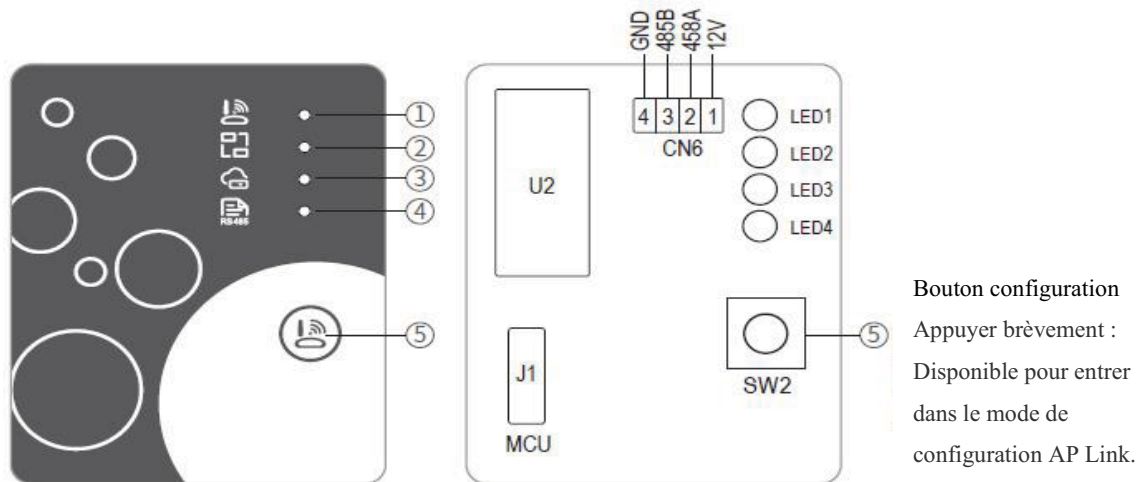 GND
485B
458A
12V
4 3 2 1
CN6
LED1
LED2
LED3
LED4
U2
J1
MCU
SW2
RS485
①
②
③
④
⑤
⑤
Bouton configuration
Appuyer brèvement :
Disponible pour entrer
dans le mode de
configuration AP Link.